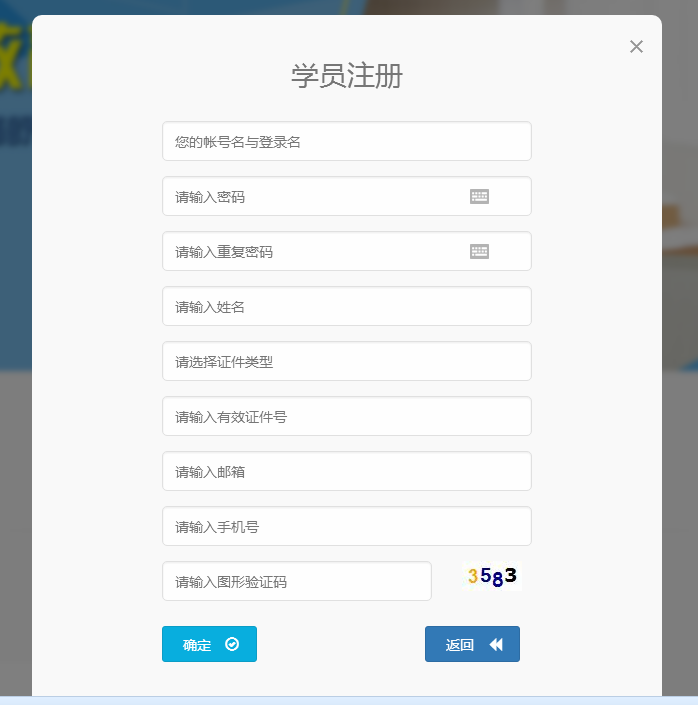 学员注册
您的帐号名与登录名
请输入密码
请输入重复密码
请输入姓名
请选择证件类型
请输入有效证件号
请输入邮箱
请输入手机号
请输入图形验证码
3583
确定
返回